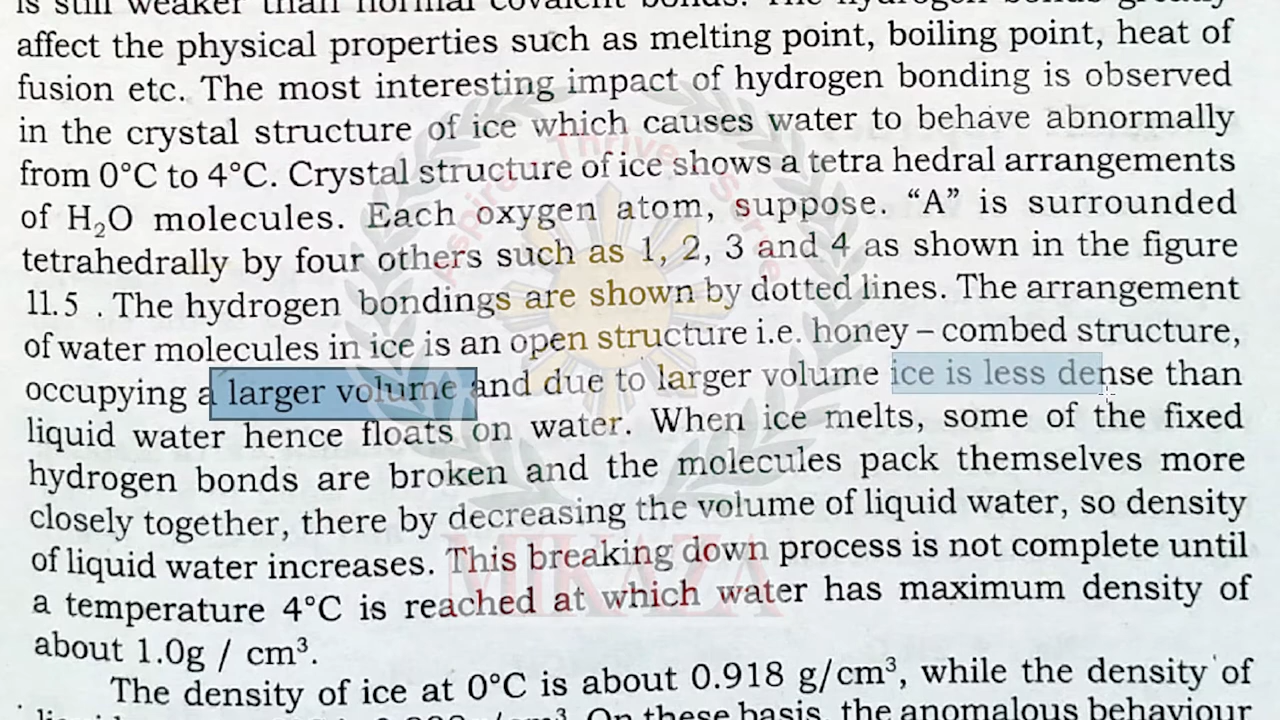 is still weaker than normal covalent bonds. The hydrogen bonds greatly
affect the physical properties such as melting point, boiling point, heat of
fusion etc. The most interesting impact of hydrogen bonding is observed
in the crystal structure of ice which causes water to behave abnormally
from 0°C to 4°C. Crystal structure of ice shows a tetra hedral arrangements
of H₂O molecules. Each oxygen atom, suppose. “A” is surrounded
tetrahedrally by four others such as 1, 2, 3 and 4 as shown in the figure
11.5 . The hydrogen bondings are shown by dotted lines. The arrangement
of water molecules in ice is an open structure i.e. honey – combed structure,
occupying a larger volume and due to larger volume ice is less dense than
liquid water hence floats on water. When ice melts, some of the fixed
hydrogen bonds are broken and the molecules pack themselves more
closely together, there by decreasing the volume of liquid water, so density
of liquid water increases. This breaking down process is not complete until
a temperature 4°C is reached at which water has maximum density of
about 1.0g / cm³.
The density of ice at 0°C is about 0.918 g/cm³, while the density of
On these basis, the anomalous behaviour
Aspire Thrive Score
MIKAZA